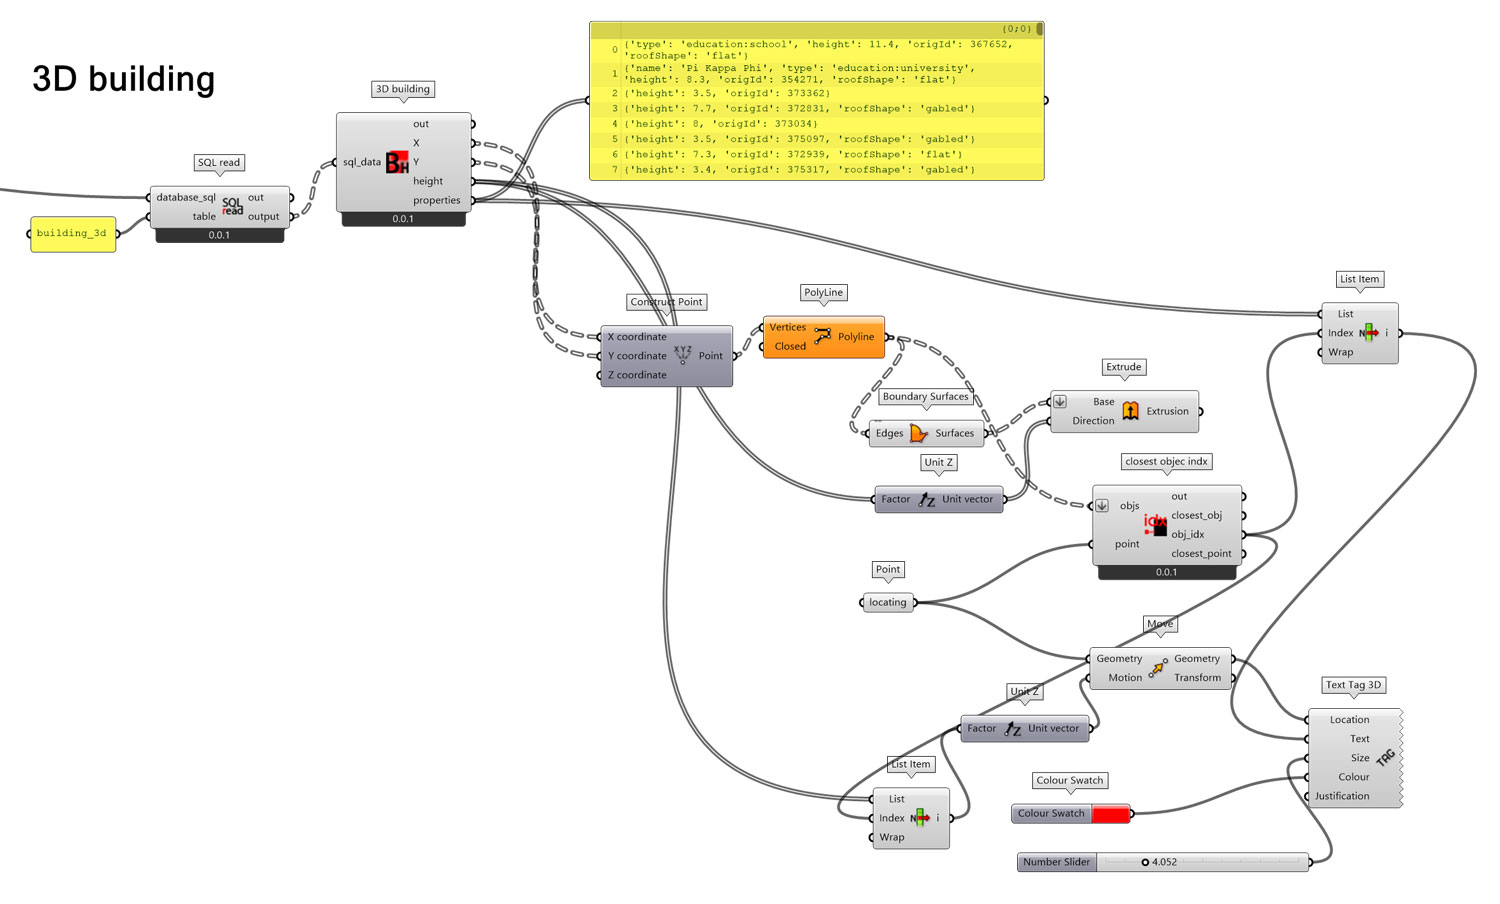 3D building
{0;0}
0 {'type': 'education:school', 'height': 11.4, 'origId': 367652,
'roofShape': 'flat'}
1 {'name': 'Pi Kappa Phi', 'type': 'education:university',
'height': 8.3, 'origId': 354271, 'roofShape': 'flat'}
2 {'height': 3.5, 'origId': 373362}
3 {'height': 7.7, 'origId': 372831, 'roofShape': 'gabled'}
4 {'height': 8, 'origId': 373034}
5 {'height': 3.5, 'origId': 375097, 'roofShape': 'gabled'}
6 {'height': 7.3, 'origId': 372939, 'roofShape': 'flat'}
7 {'height': 3.4, 'origId': 375317, 'roofShape': 'gabled'}
3D building
out
X
sql_data BH Y
height
properties
0.0.1
SQL read
database_sql SQL read out
table output
0.0.1
building_3d
Construct Point
X coordinate
Y coordinate XYZ Point
Z coordinate
PolyLine
Vertices
Closed
Polyline
List Item
List
Index N i
Wrap
Boundary Surfaces
Edges Surfaces
Extrude
Base
Direction
Extrusion
Unit Z
Factor Z Unit vector
closest objec indx
out
objs closest_obj
idx obj_idx
point closest_point
0.0.1
Point
locating
Move
Geometry Geometry
Motion Transform
Unit Z
Factor Z Unit vector
List Item
List
Index N i
Wrap
Text Tag 3D
Location
Text
Size TAG
Colour
Justification
Colour Swatch
Colour Swatch
Number Slider 4.052